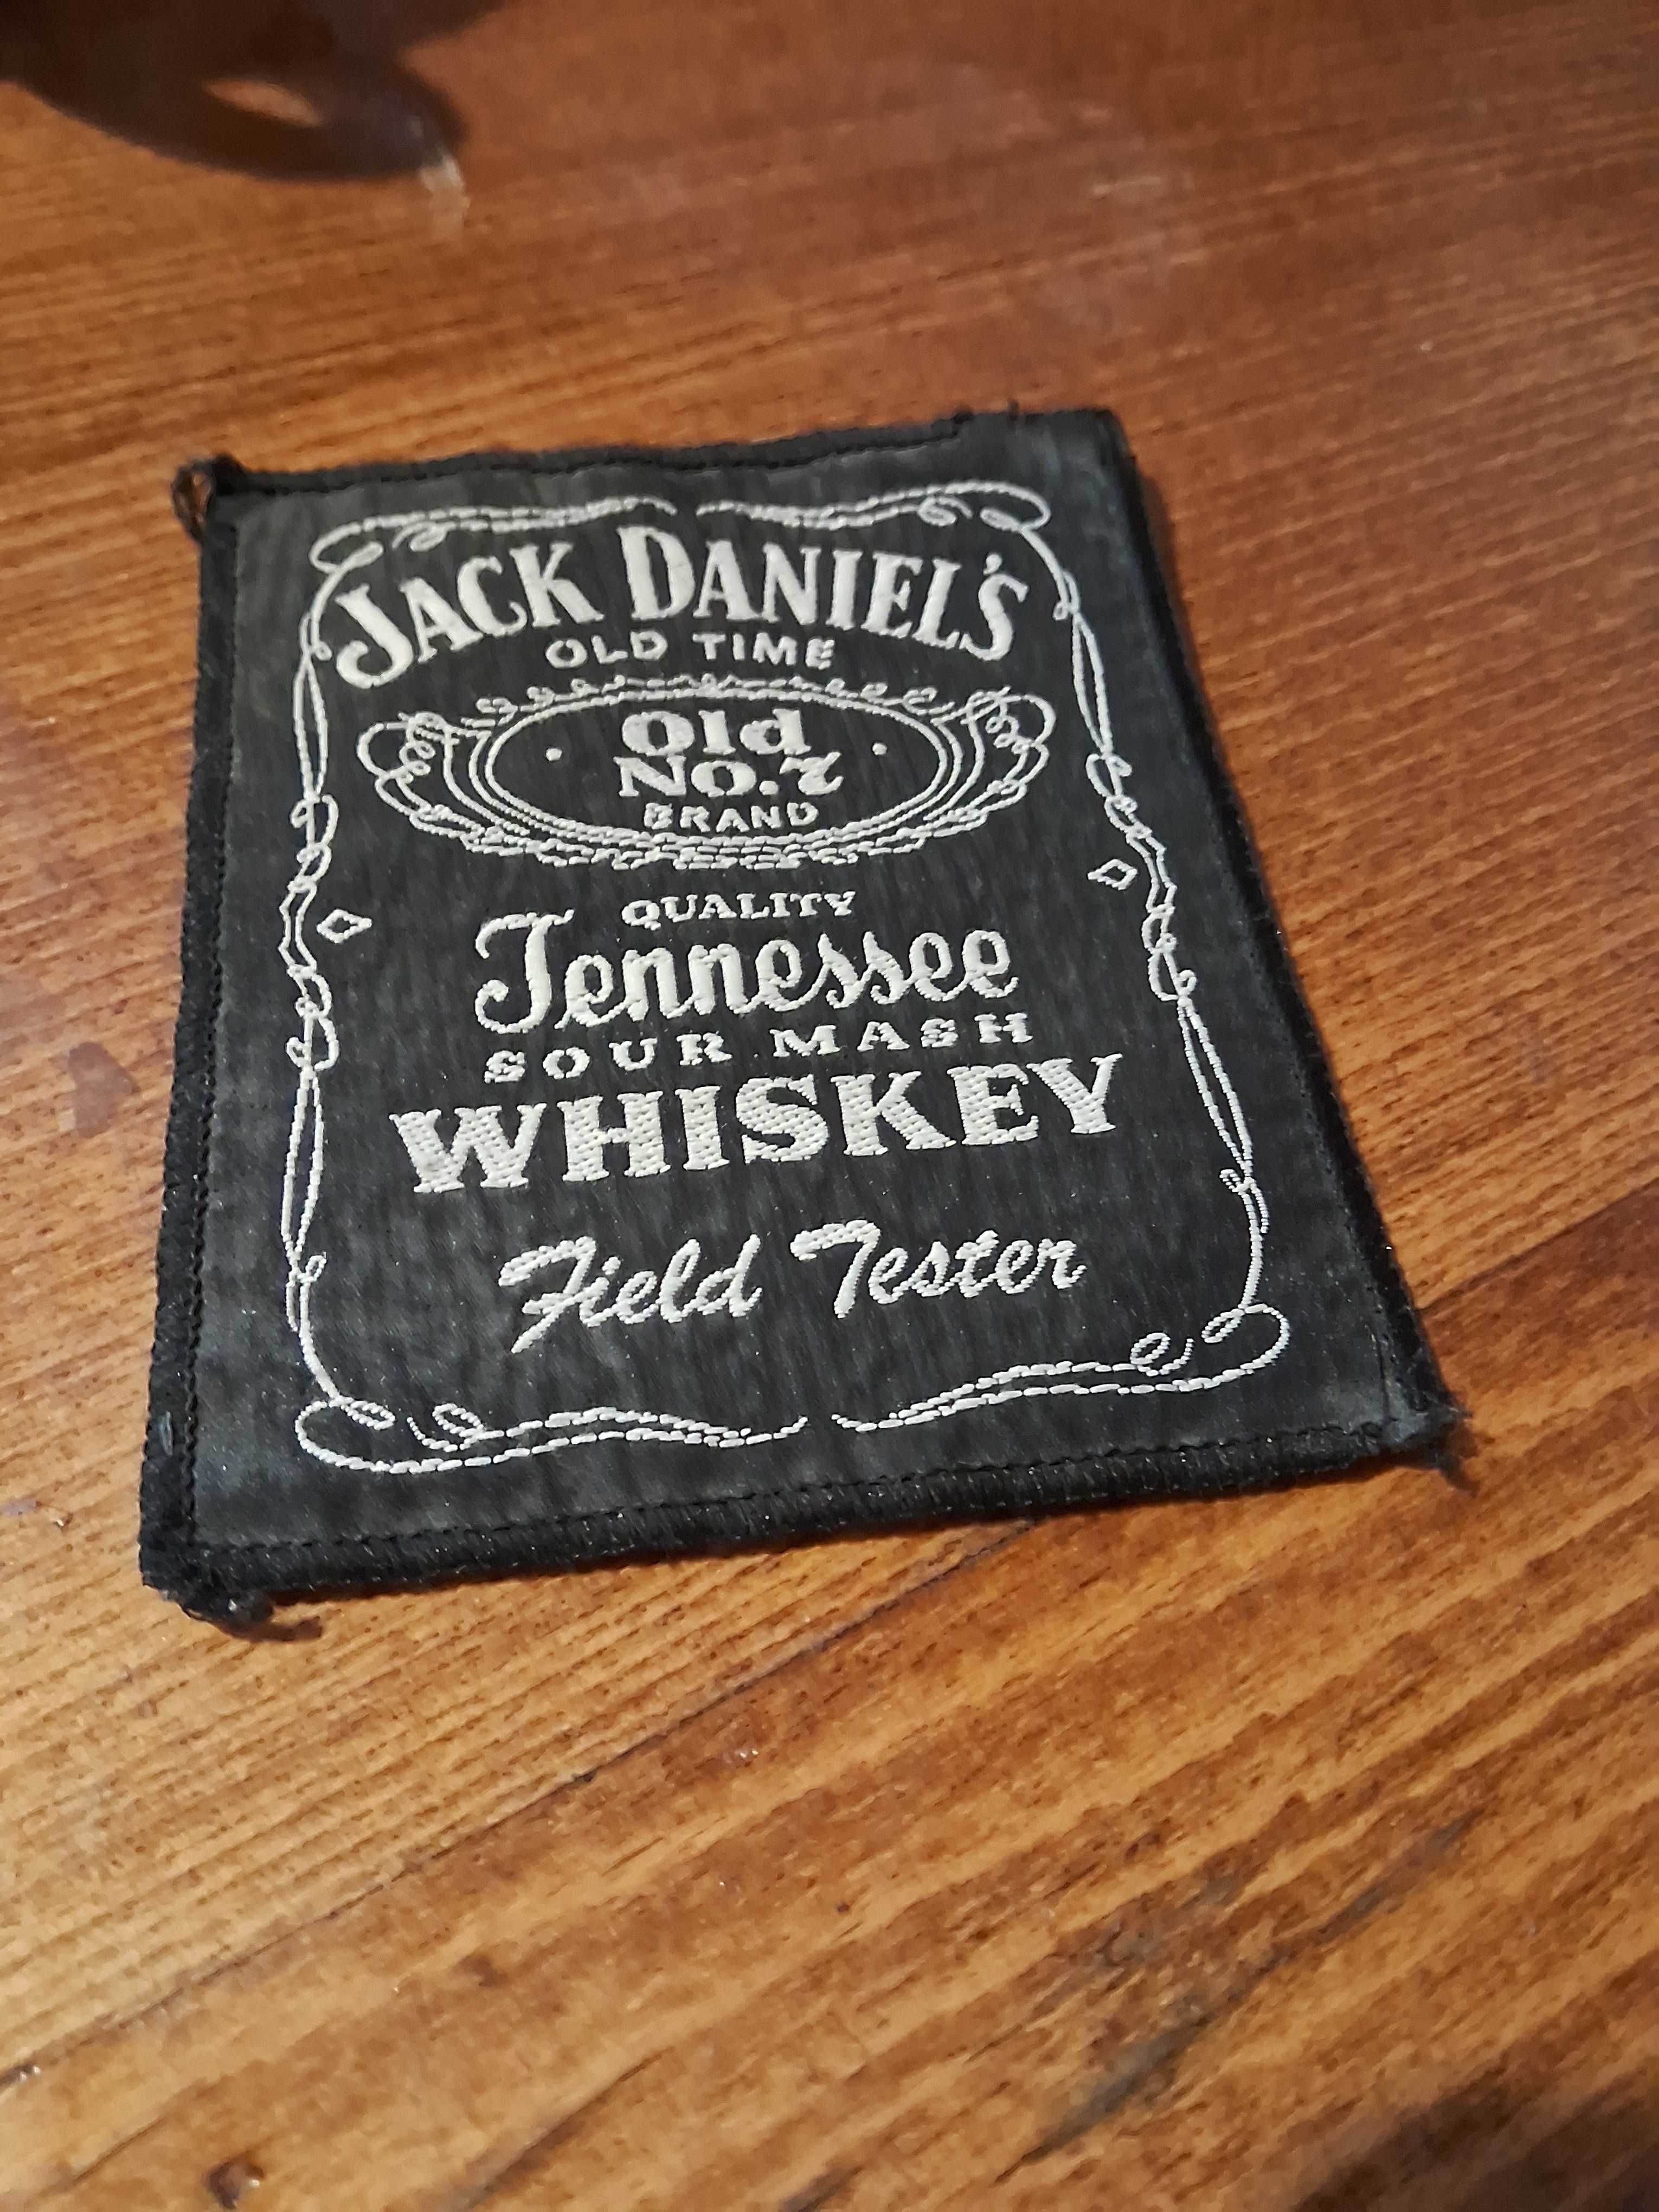 JACK DANIEL'S
OLD TIME
Old
No.7
BRAND
QUALITY
Tennessee
SOUR MASH
WHISKEY
Field Tester